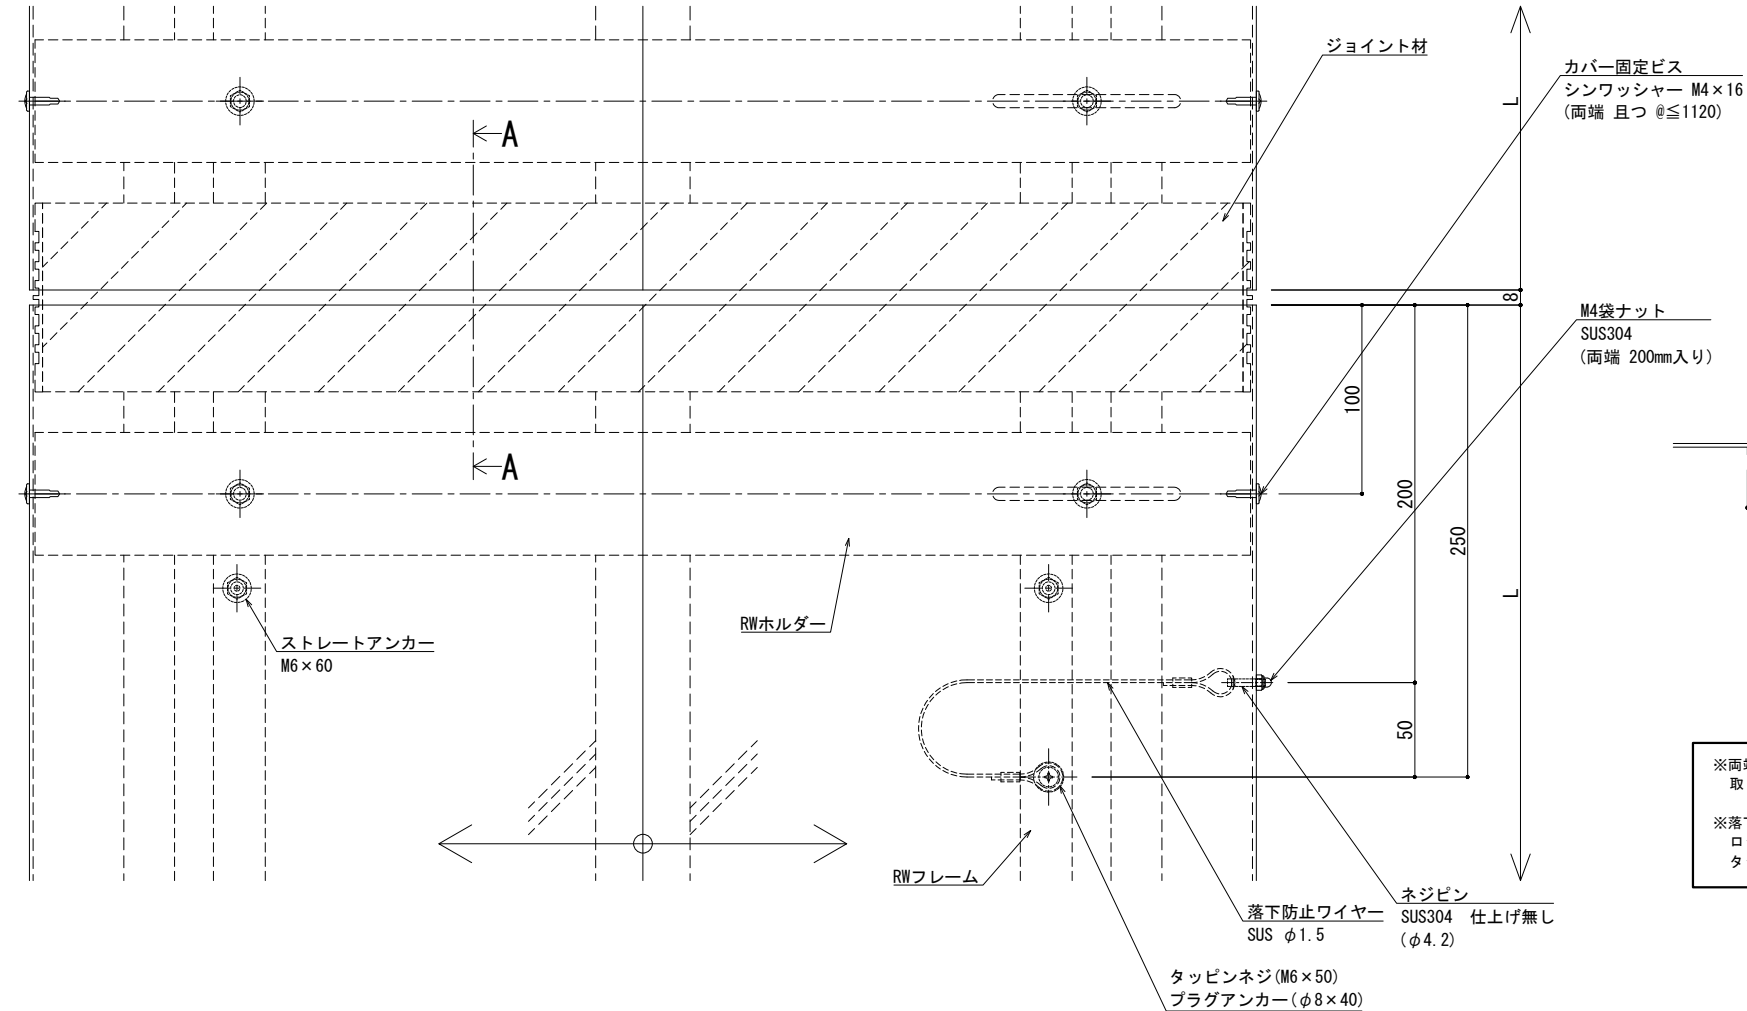 ジョイント材
カバー固定ビス
シンワッシャー M4×16
(両端 且つ @≦1120)
L
A
8
M4袋ナット
SUS304
(両端 200mm入り)
100
A
200
250
L
RWホルダー
ストレートアンカー
M6×60
50
※両
取
※落
ロ
タ
RWフレーム
ネジピン
SUS304 仕上げ無し
(φ4.2)
落下防止ワイヤー
SUS φ1.5
タッピンネジ(M6×50)
プラグアンカー(φ8×40)